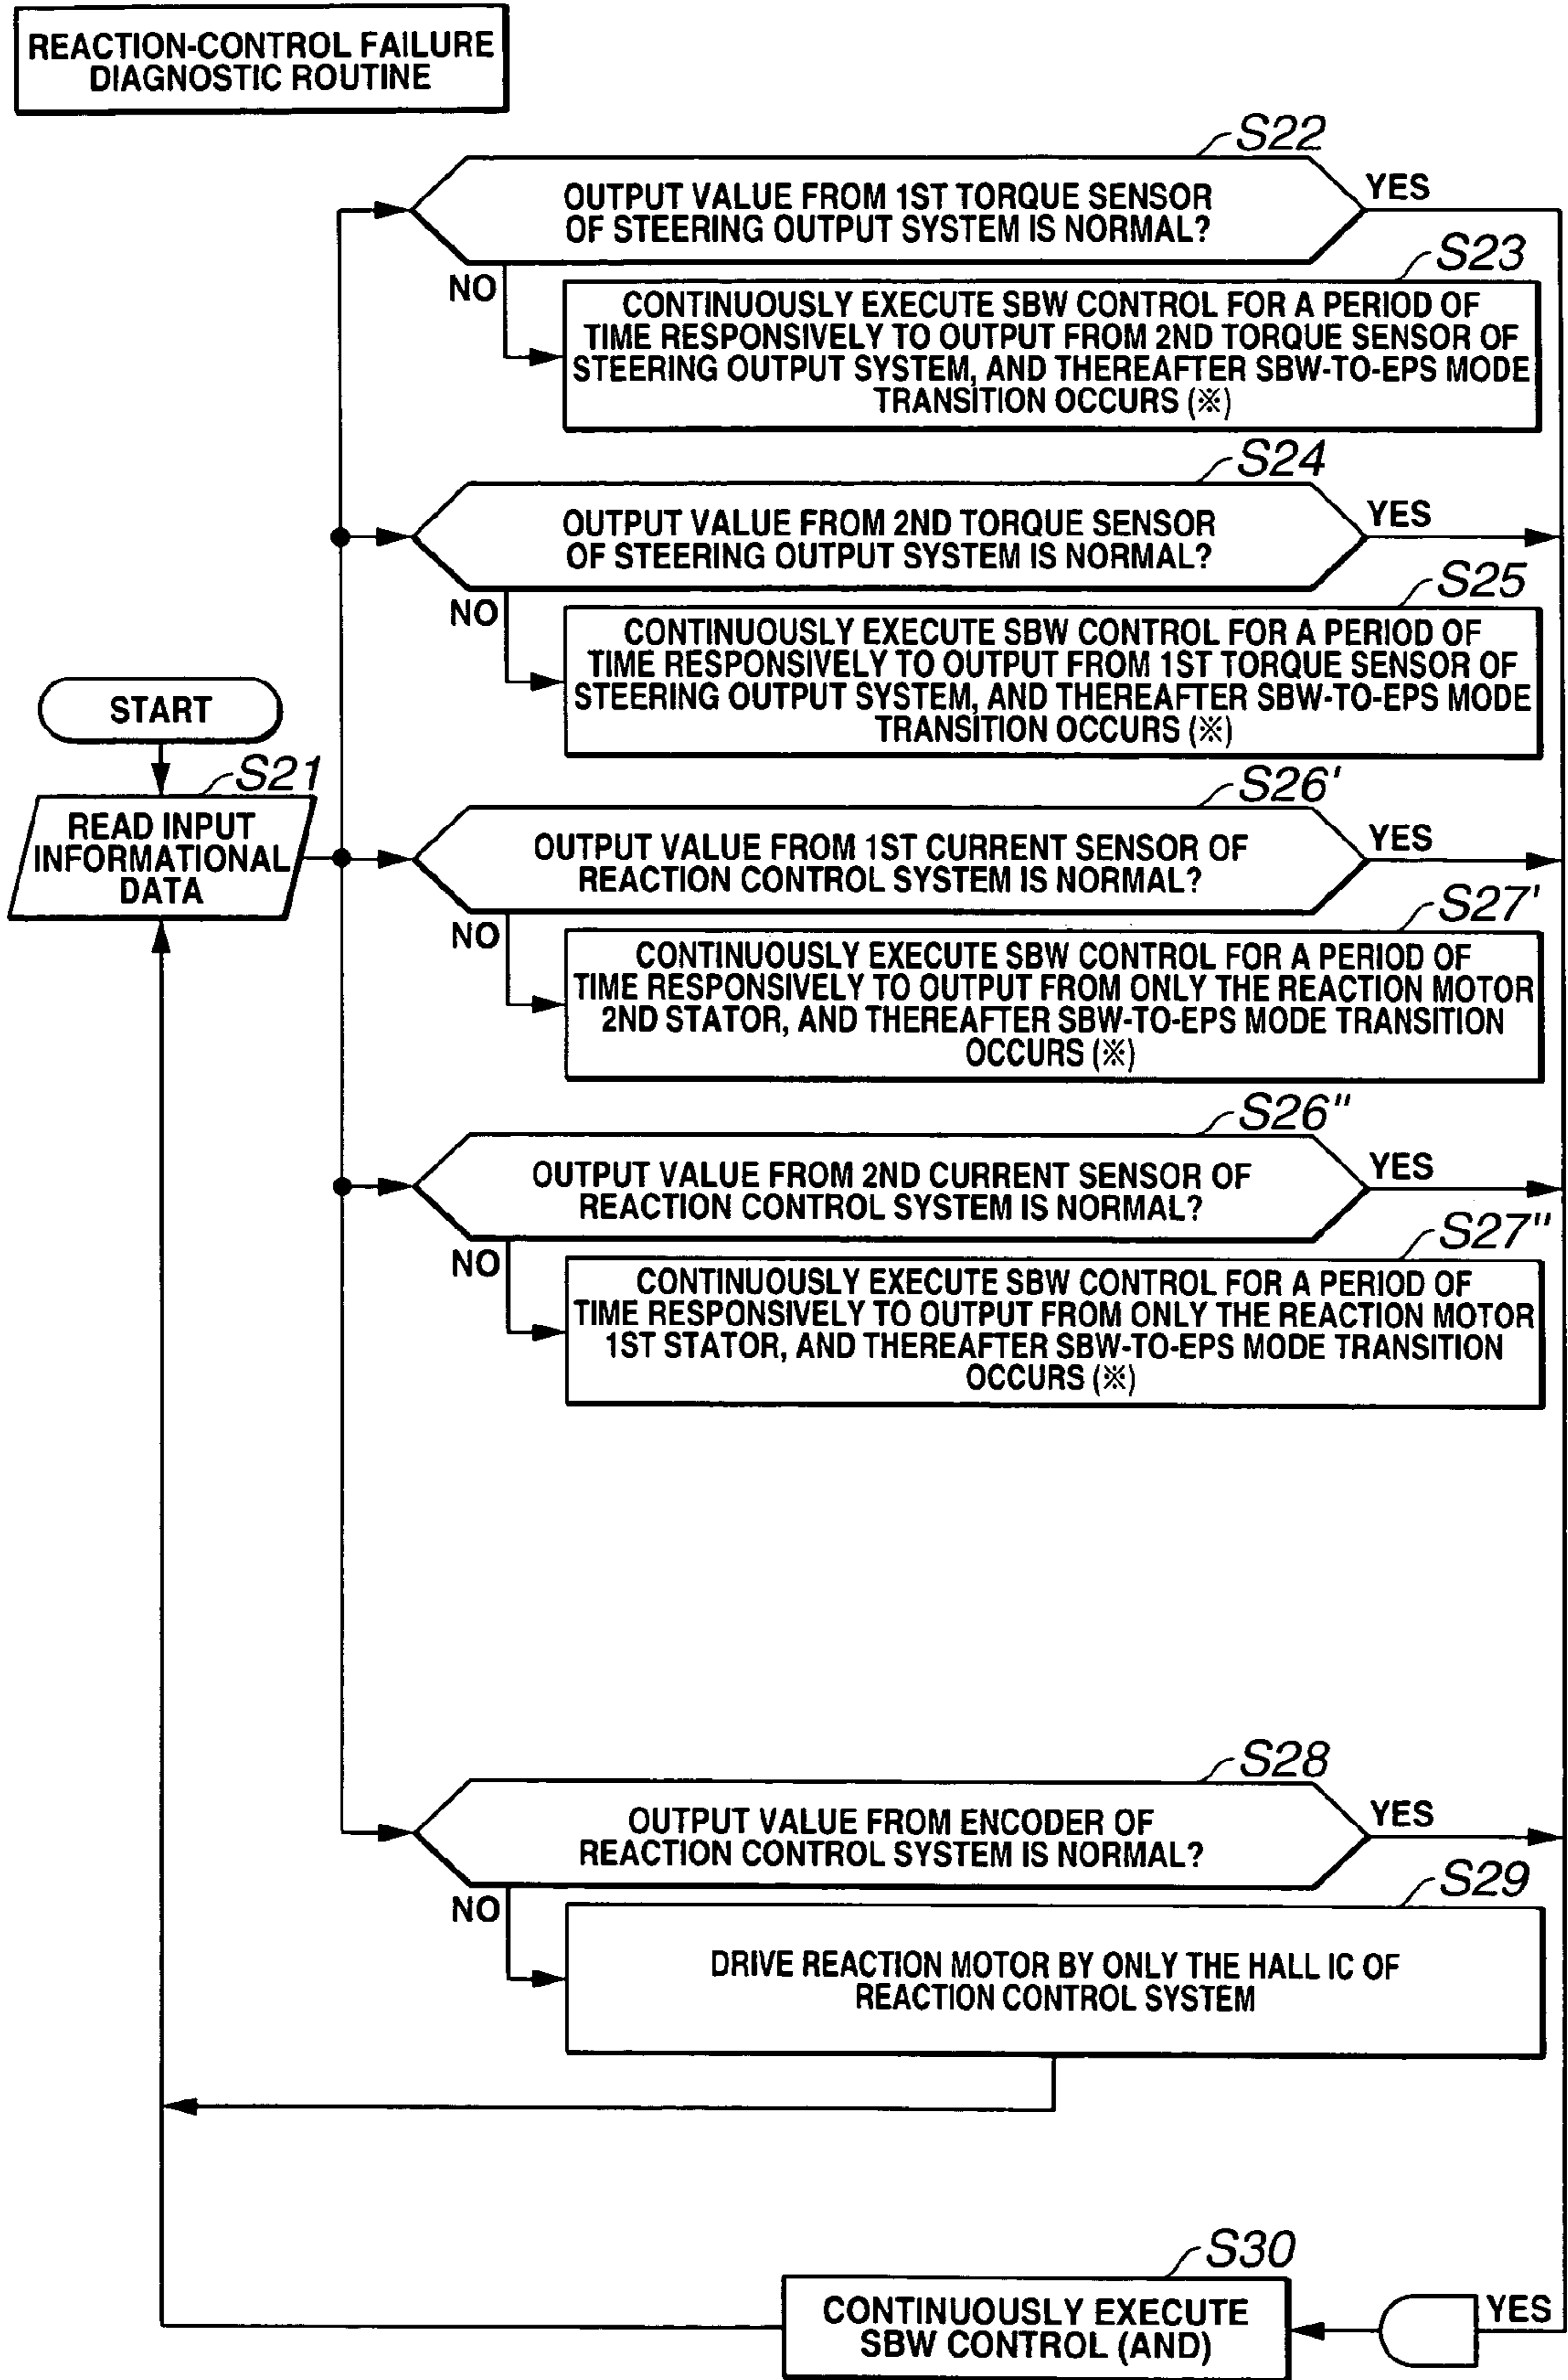 REACTION-CONTROL FAILURE
DIAGNOSTIC ROUTINE
S22
OUTPUT VALUE FROM 1ST TORQUE SENSOR
OF STEERING OUTPUT SYSTEM IS NORMAL?
YES
NO
S23
CONTINUOUSLY EXECUTE SBW CONTROL FOR A PERIOD OF
TIME RESPONSIVELY TO OUTPUT FROM 2ND TORQUE SENSOR OF
STEERING OUTPUT SYSTEM, AND THEREAFTER SBW-TO-EPS MODE
TRANSITION OCCURS (※)
S24
OUTPUT VALUE FROM 2ND TORQUE SENSOR
OF STEERING OUTPUT SYSTEM IS NORMAL?
YES
NO
S25
CONTINUOUSLY EXECUTE SBW CONTROL FOR A PERIOD OF
TIME RESPONSIVELY TO OUTPUT FROM 1ST TORQUE SENSOR OF
STEERING OUTPUT SYSTEM, AND THEREAFTER SBW-TO-EPS MODE
TRANSITION OCCURS (※)
START
S21
READ INPUT
INFORMATIONAL
DATA
S26'
OUTPUT VALUE FROM 1ST CURRENT SENSOR OF
REACTION CONTROL SYSTEM IS NORMAL?
YES
NO
S27'
CONTINUOUSLY EXECUTE SBW CONTROL FOR A PERIOD OF
TIME RESPONSIVELY TO OUTPUT FROM ONLY THE REACTION MOTOR
2ND STATOR, AND THEREAFTER SBW-TO-EPS MODE TRANSITION
OCCURS (※)
S26"
OUTPUT VALUE FROM 2ND CURRENT SENSOR OF
REACTION CONTROL SYSTEM IS NORMAL?
YES
NO
S27"
CONTINUOUSLY EXECUTE SBW CONTROL FOR A PERIOD OF
TIME RESPONSIVELY TO OUTPUT FROM ONLY THE REACTION MOTOR
1ST STATOR, AND THEREAFTER SBW-TO-EPS MODE TRANSITION
OCCURS (※)
S28
OUTPUT VALUE FROM ENCODER OF
REACTION CONTROL SYSTEM IS NORMAL?
YES
NO
S29
DRIVE REACTION MOTOR BY ONLY THE HALL IC OF
REACTION CONTROL SYSTEM
S30
CONTINUOUSLY EXECUTE
SBW CONTROL (AND)
YES